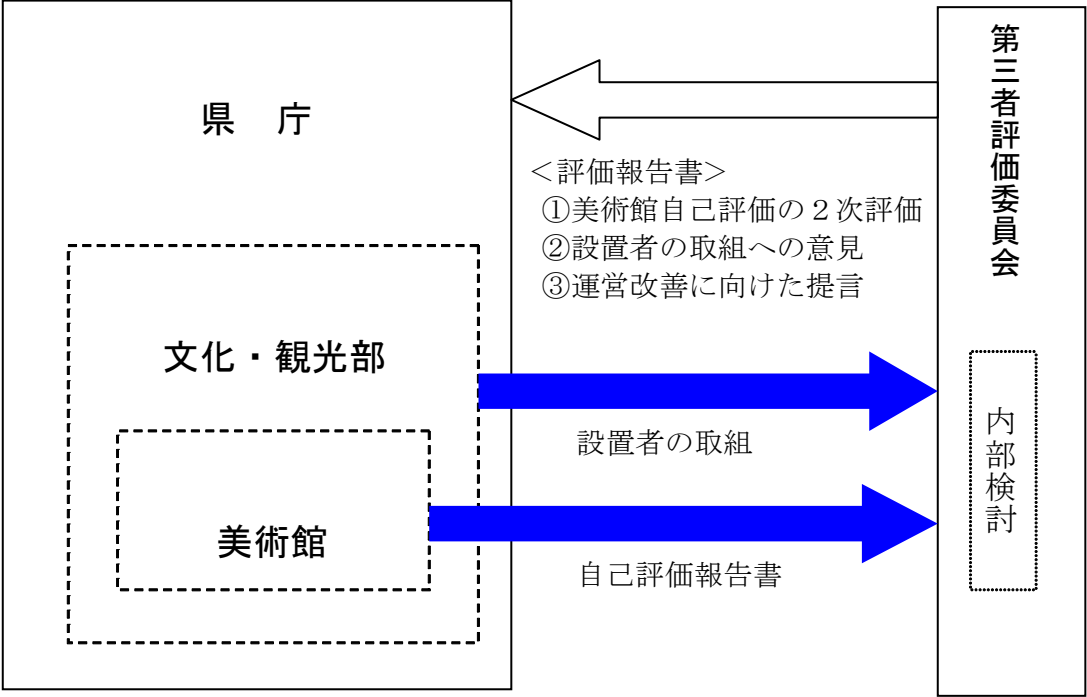 県　庁
第三者評価委員会
＜評価報告書＞
①美術館自己評価の２次評価
②設置者の取組への意見
③運営改善に向けた提言
文化・観光部
設置者の取組
内部検討
美術館
自己評価報告書